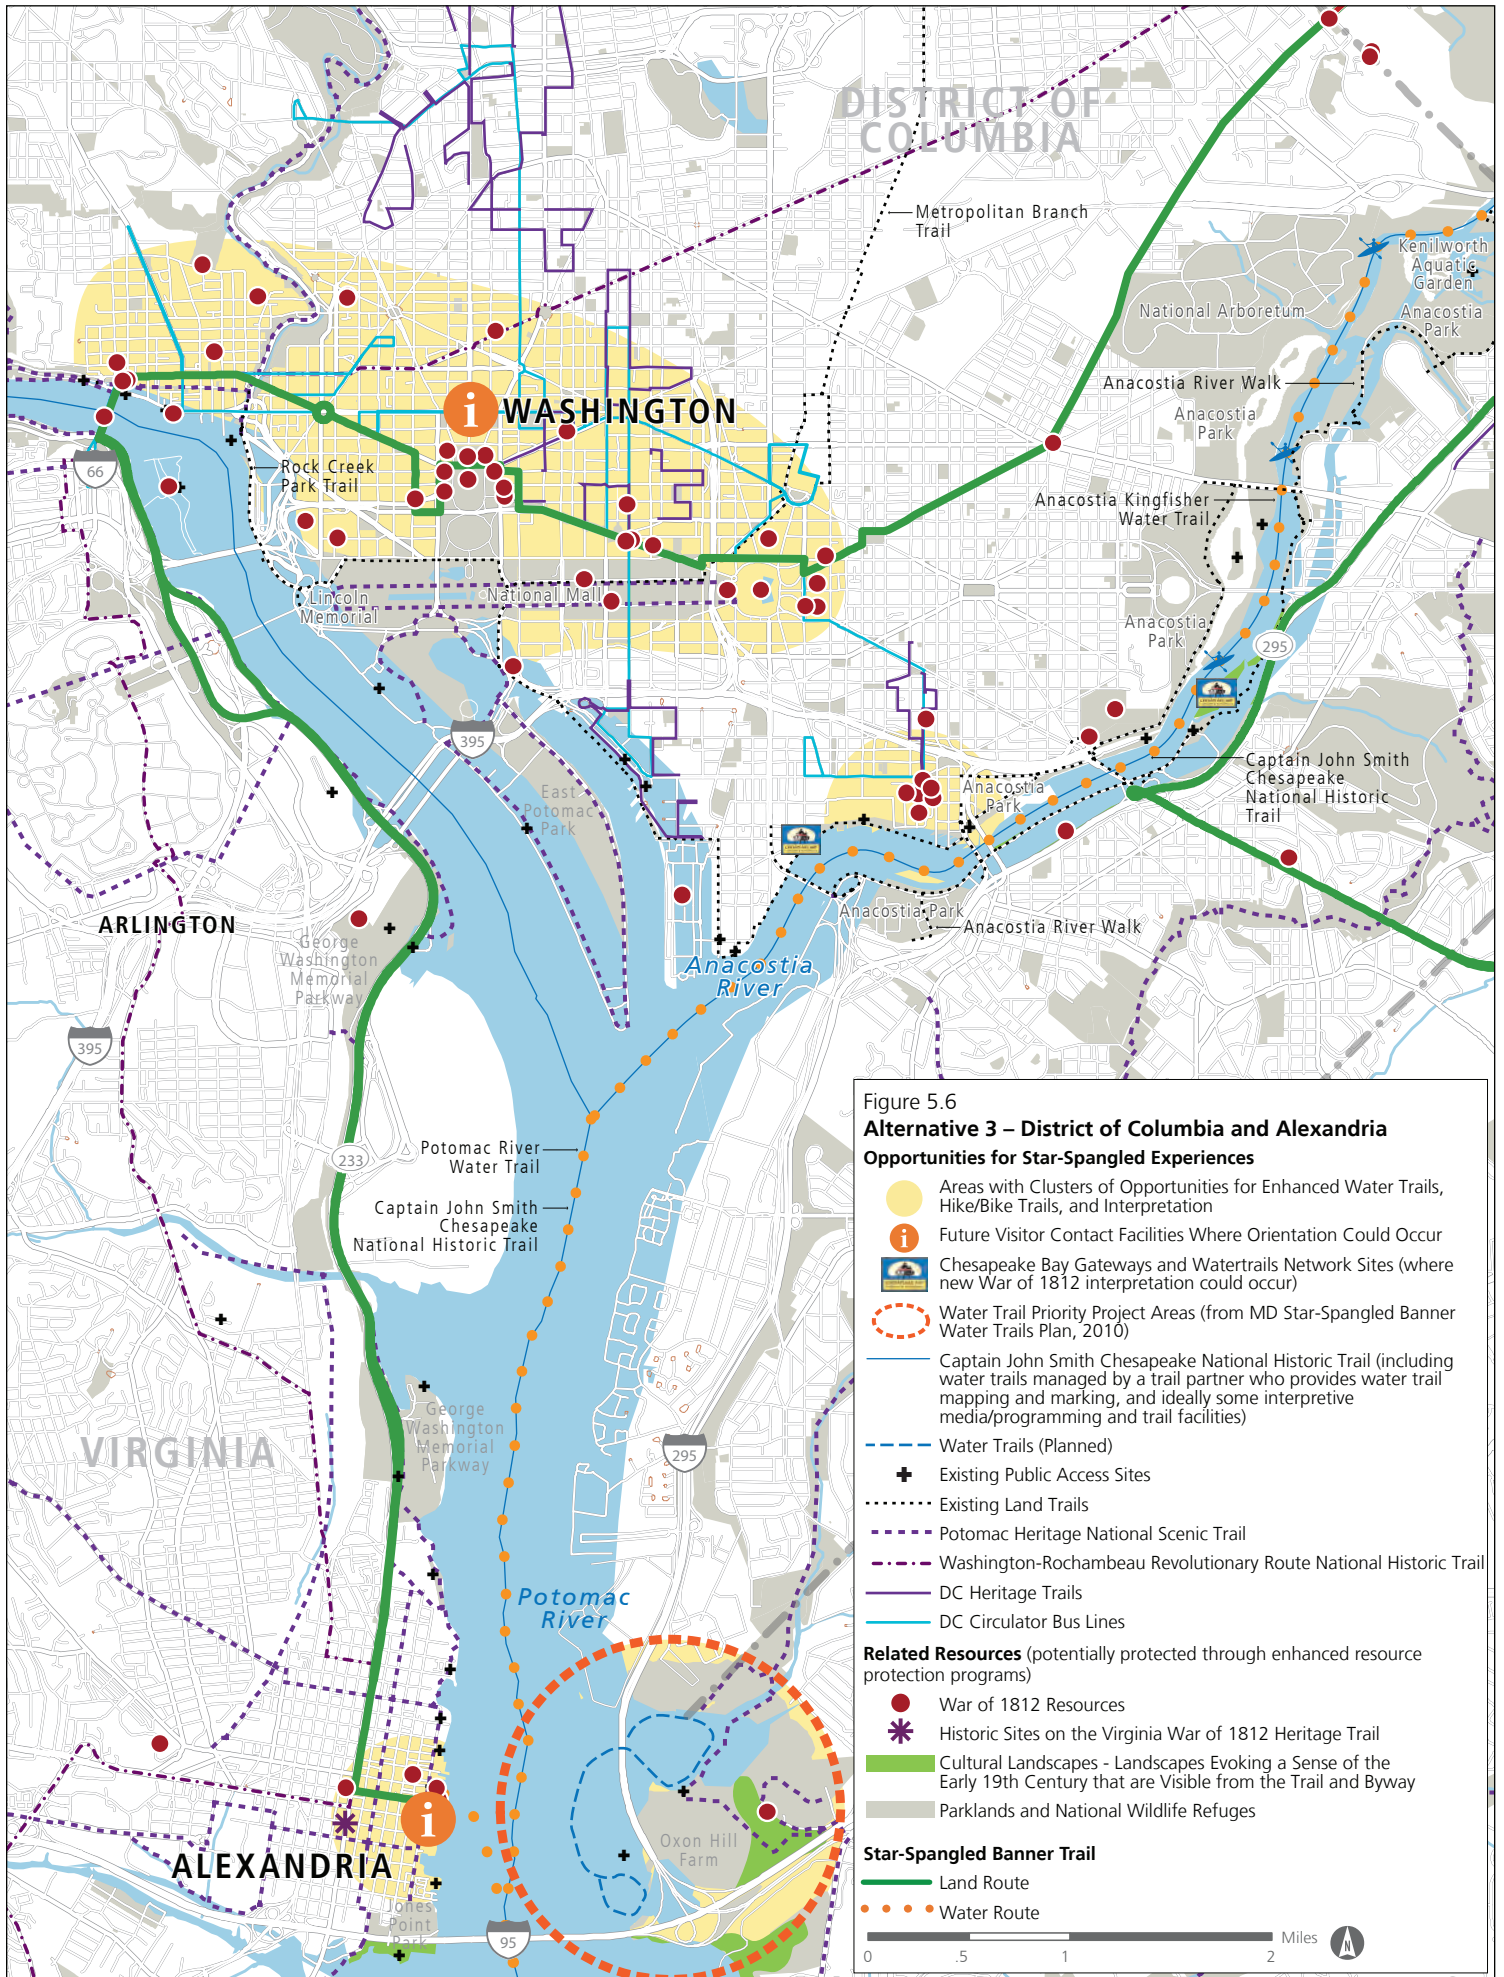 DISTRICT OF
COLUMBIA
Metropolitan Branch
Trail
Kenilworth
Aquatic
Garden
National Arboretum
Anacostia
Park
Anacostia River Walk
Anacostia
Park
WASHINGTON
66
Rock Creek
Park Trail
Anacostia Kingfisher
Water Trail
Lincoln
Memorial
National Mall
Anacostia
Park
295
395
Captain John Smith
Chesapeake
National Historic
Trail
East
Potomac
Park
Anacostia
Park
ARLINGTON
Anacostia Park
Anacostia River Walk
George
Washington
Memorial
Parkway
Anacostia
River
395
233
Potomac River
Water Trail
Captain John Smith
Chesapeake
National Historic Trail
George
Washington
Memorial
Parkway
VIRGINIA
295
Potomac
River
Oxon Hill
Farm
ALEXANDRIA
Jones
Point
Park
95
Figure 5.6
Alternative 3 – District of Columbia and Alexandria
Opportunities for Star-Spangled Experiences
Areas with Clusters of Opportunities for Enhanced Water Trails,
Hike/Bike Trails, and Interpretation
i Future Visitor Contact Facilities Where Orientation Could Occur
Chesapeake Bay Gateways and Watertrails Network Sites (where
new War of 1812 interpretation could occur)
Water Trail Priority Project Areas (from MD Star-Spangled Banner
Water Trails Plan, 2010)
Captain John Smith Chesapeake National Historic Trail (including
water trails managed by a trail partner who provides water trail
mapping and marking, and ideally some interpretive
media/programming and trail facilities)
Water Trails (Planned)
Existing Public Access Sites
Existing Land Trails
Potomac Heritage National Scenic Trail
Washington-Rochambeau Revolutionary Route National Historic Trail
DC Heritage Trails
DC Circulator Bus Lines
Related Resources (potentially protected through enhanced resource
protection programs)
War of 1812 Resources
Historic Sites on the Virginia War of 1812 Heritage Trail
Cultural Landscapes - Landscapes Evoking a Sense of the
Early 19th Century that are Visible from the Trail and Byway
Parklands and National Wildlife Refuges
Star-Spangled Banner Trail
Land Route
Water Route
Miles
0 .5 1 2
N